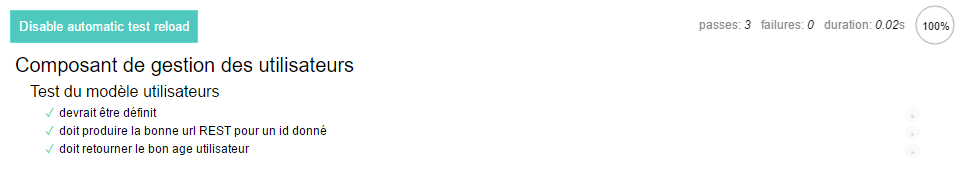 Disable automatic test reload
passes: 3 failures: 0 duration: 0.02s 100%
Composant de gestion des utilisateurs
Test du modèle utilisateurs
✓ devrait être définit
✓ doit produire la bonne url REST pour un id donné
✓ doit retourner le bon age utilisateur